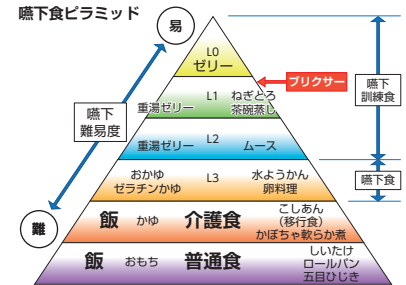 嚥下食ピラミッド
易
L0
ゼリー
ブリクサー
L1
重湯ゼリー
ねぎとろ
茶碗蒸し
嚥下
訓練食
嚥下
難易度
L2
重湯ゼリー
ムース
おかゆ
ゼラチンかゆ
L3
水ようかん
卵料理
嚥下食
難
飯
かゆ
介護食
こしあん
(移行食)
かぼちゃ軟らか煮
飯
おもち
普通食
しいたけ
ロールパン
五目ひじき